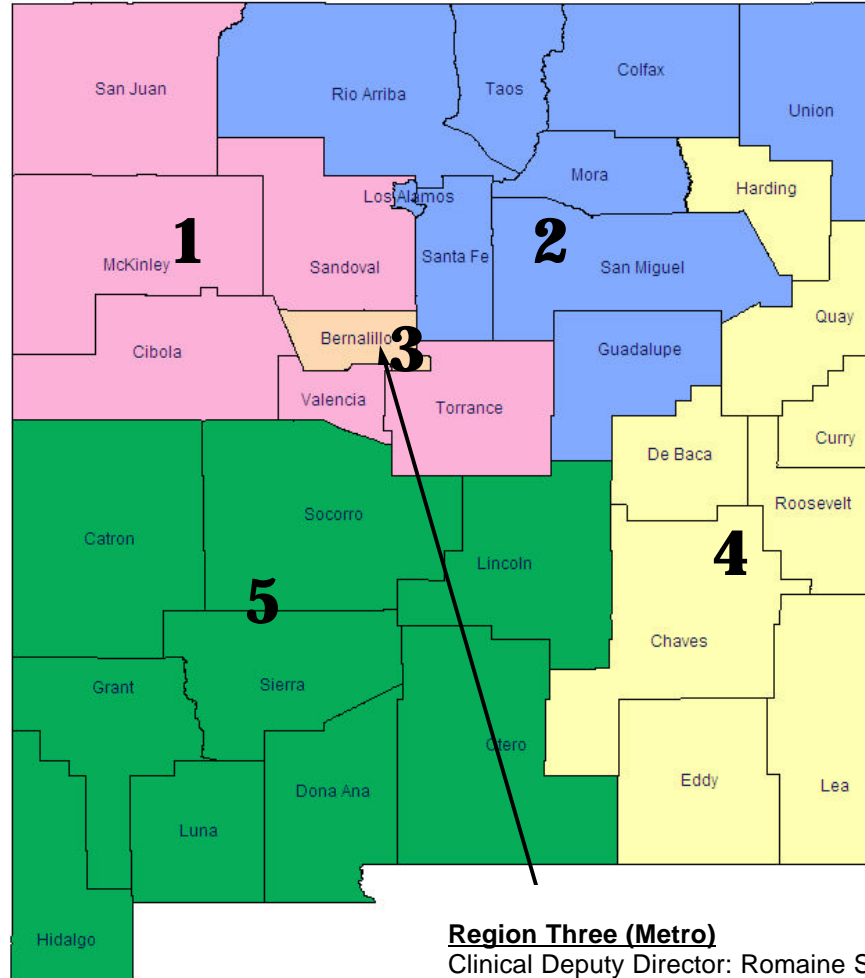 San Juan
Rio Arriba
Taos
Colfax
Union
Mora
Harding
Los Alamos
1
2
McKinley
Sandoval
Santa Fe
San Miguel
Quay
Bernalillo
3
Cibola
Guadalupe
Valencia
Torrance
Curry
De Baca
Roosevelt
Socorro
Catron
Lincoln
4
5
Chaves
Grant
Sierra
Otero
Dona Ana
Eddy
Lea
Luna
Hidalgo
Region Three (Metro)
Clinical Deputy Director: Romaine S